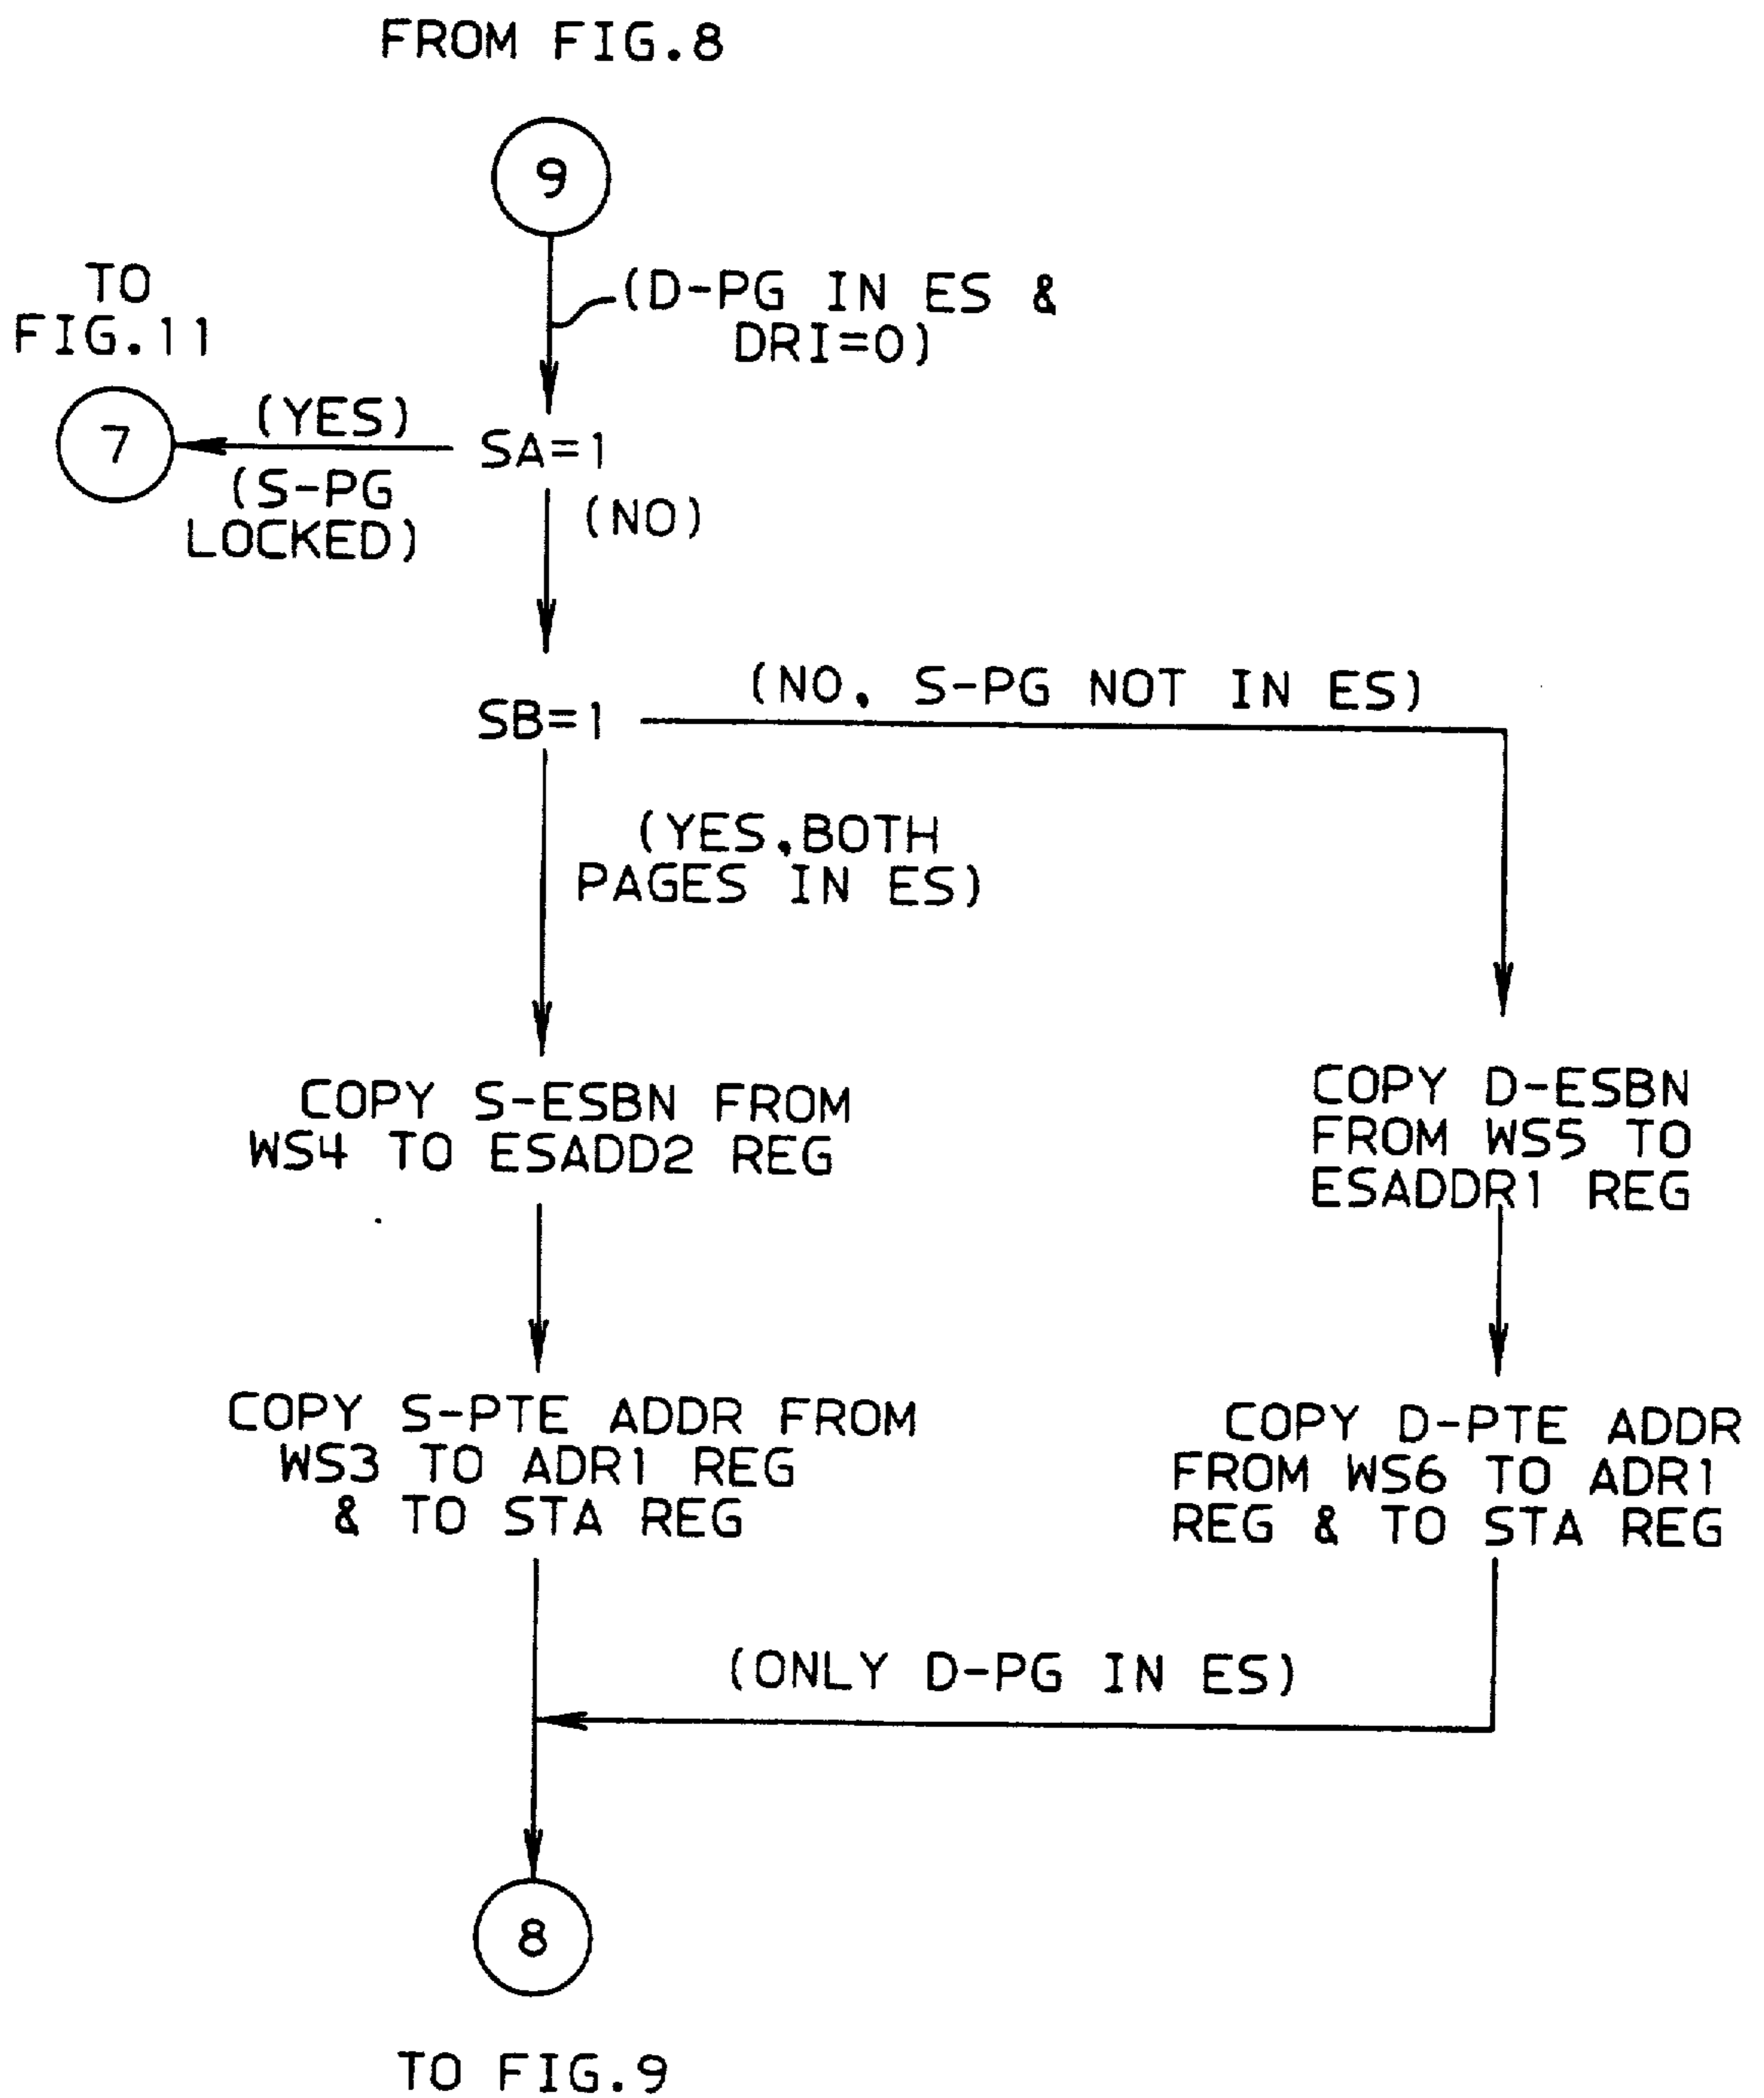 FROM FIG.8
9
(D-PG IN ES &
DRI=0)
TO
FIG.11
7
(YES)
(S-PG
LOCKED)
SA=1
(NO)
SB=1
(NO, S-PG NOT IN ES)
(YES,BOTH
PAGES IN ES)
COPY S-ESBN FROM
WS4 TO ESADD2 REG
COPY D-ESBN
FROM WS5 TO
ESADDR1 REG
COPY S-PTE ADDR FROM
WS3 TO ADR1 REG
& TO STA REG
COPY D-PTE ADDR
FROM WS6 TO ADR1
REG & TO STA REG
(ONLY D-PG IN ES)
8
TO FIG.9